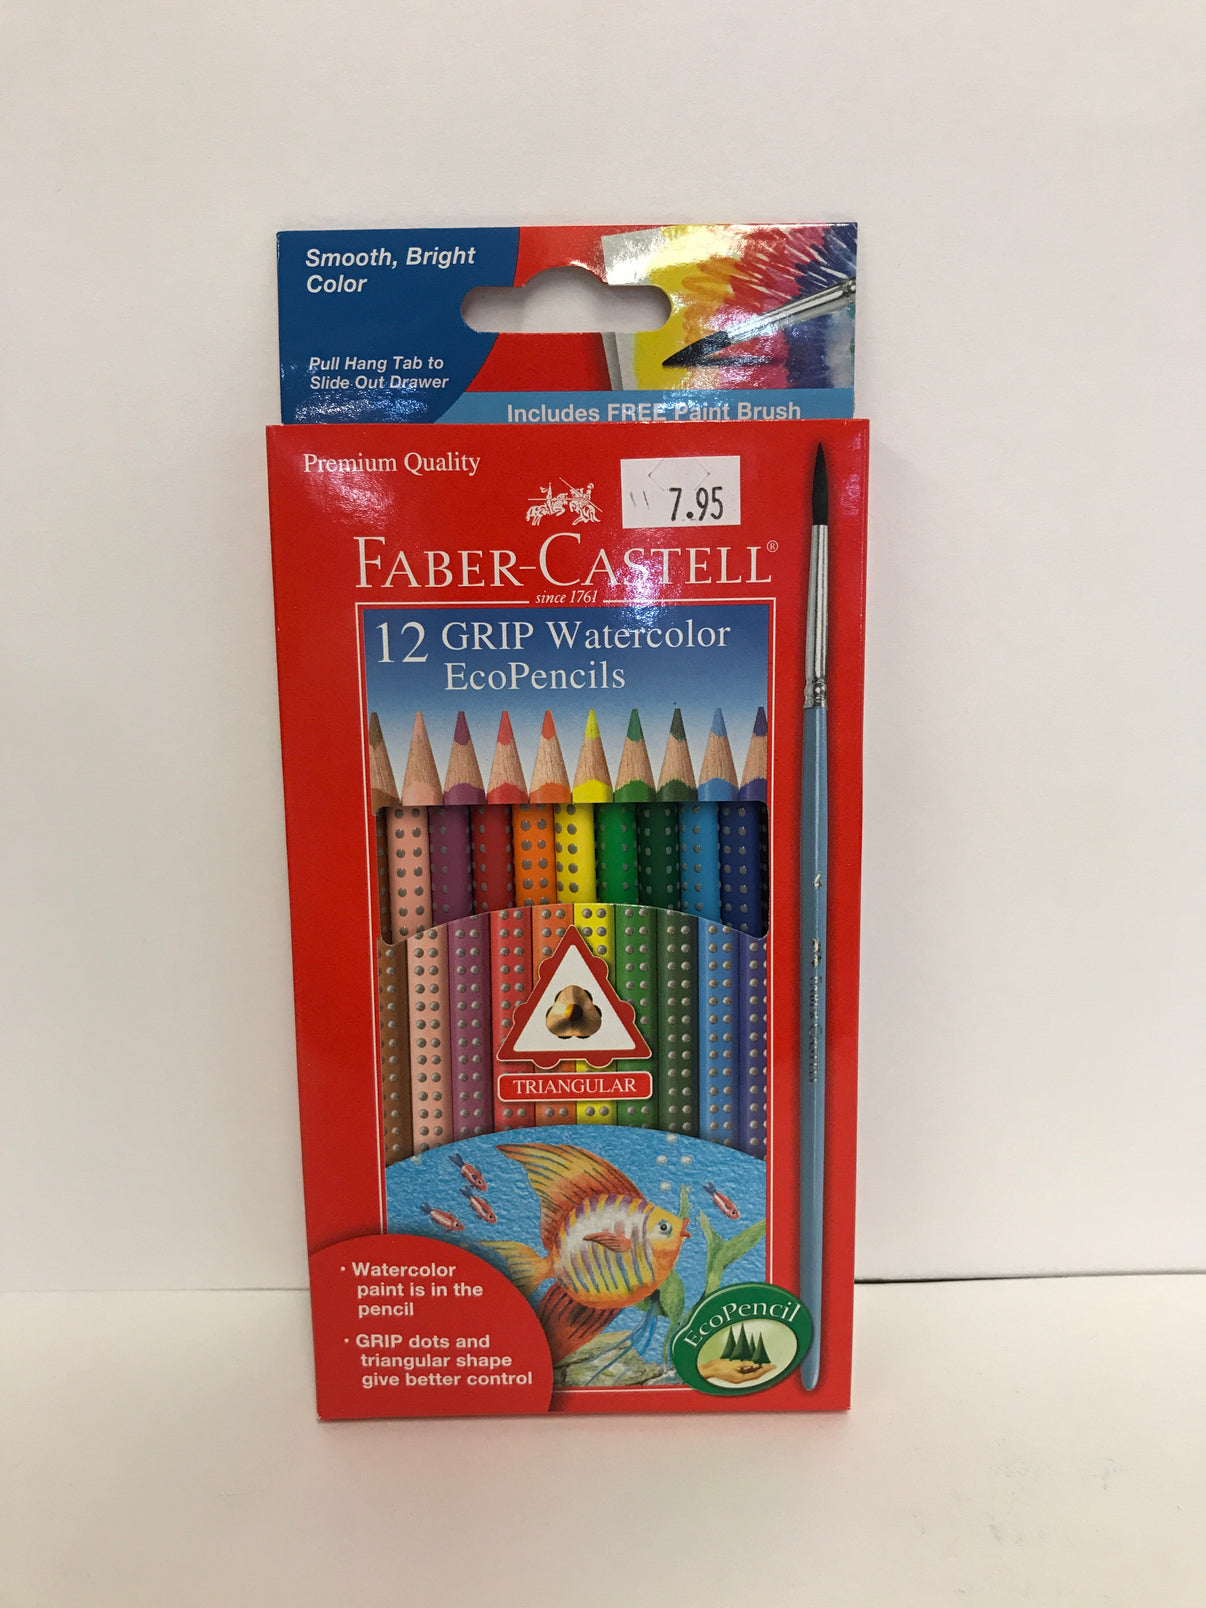 Smooth, Bright
Color
Pull Hang Tab to
Slide Out Drawer
Includes FREE Paint Brush
Premium Quality
7.95
FABER-CASTELL®
since 1761
12 GRIP Watercolor
EcoPencils
TRIANGULAR
• Watercolor
paint is in the
pencil
• GRIP dots and
triangular shape
give better control
EcoPencil